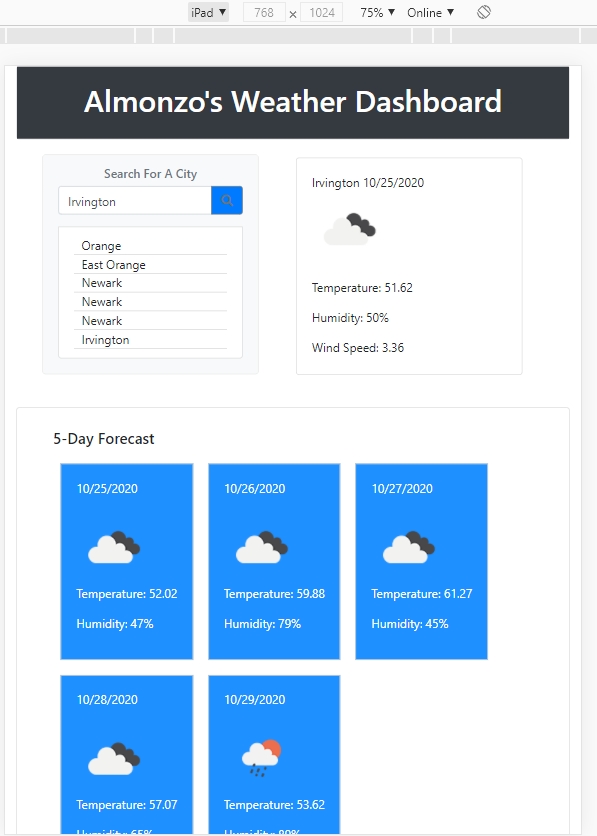 iPad ▼ 768 × 1024 75% ▼ Online ▼
Almonzo's Weather Dashboard
Search For A City
Irvington
Orange
East Orange
Newark
Newark
Newark
Irvington
Irvington 10/25/2020
Temperature: 51.62
Humidity: 50%
Wind Speed: 3.36
5-Day Forecast
10/25/2020
Temperature: 52.02
Humidity: 47%
10/26/2020
Temperature: 59.88
Humidity: 79%
10/27/2020
Temperature: 61.27
Humidity: 45%
10/28/2020
Temperature: 57.07
Humidity: 65%
10/29/2020
Temperature: 53.62
Humidity: 80%